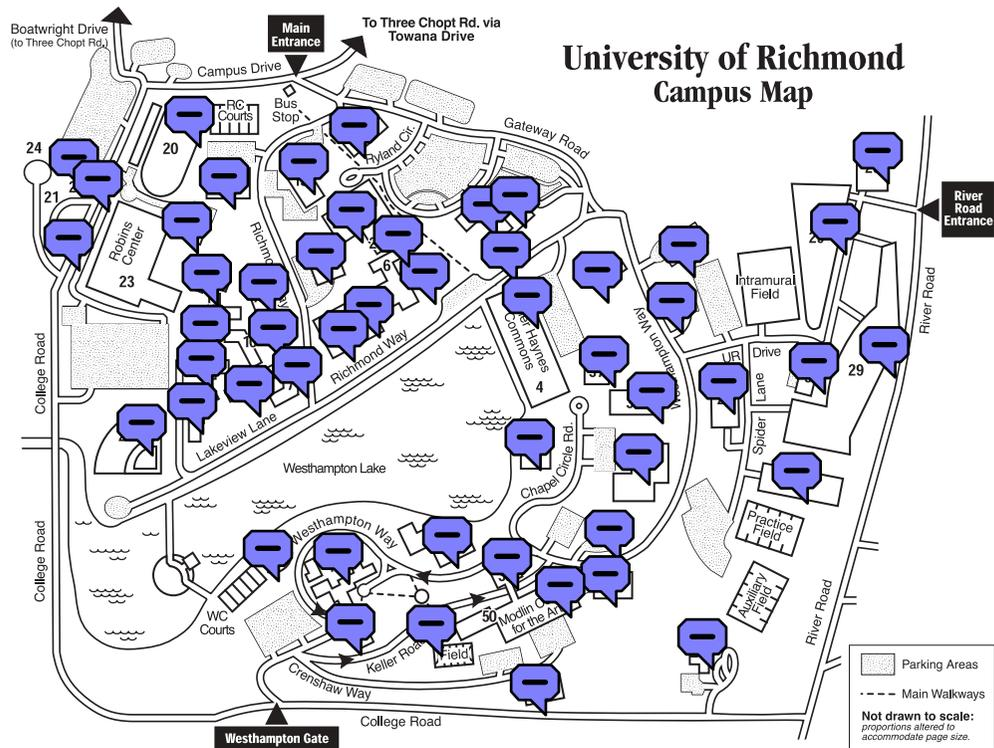 Boatwright Drive
(to Three Chopt Rd.)
To Three Chopt Rd. via
Towana Drive
Main
Entrance
University of Richmond
Campus Map
Campus Drive
Bus
Stop
RC
Courts
Ryland Cir.
Gateway Road
24
20
21
River
Road
Entrance
Robins
Center
23
6
Intramural
Field
River Road
Commons
4
Richmond Way
UR Drive
Lane
Spider
29
College Road
Lakeview Lane
Westhampton Lake
Chapel Circle Rd.
Practice
Field
Westhampton Way
College Road
Auxiliary
Field
River Road
WC
Courts
50
Keller
Field
Crenshaw Way
College Road
Westhampton Gate
Parking Areas
Main Walkways
Not drawn to scale:
proportions altered to
accommodate page size.